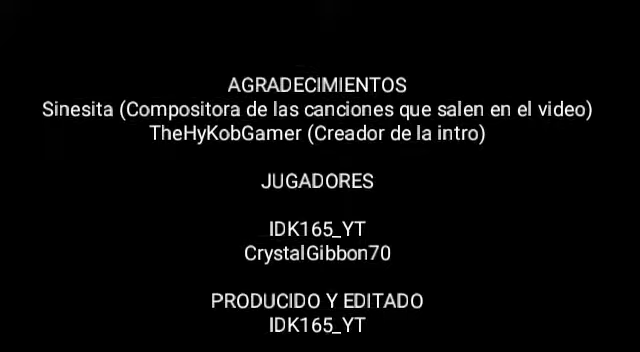 AGRADECIMIENTOS
Sinesita (Compositora de las canciones que salen en el video)
TheHyKobGamer (Creador de la intro)
JUGADORES
IDK165_YT
CrystalGibbon70
PRODUCIDO Y EDITADO
IDK165_YT